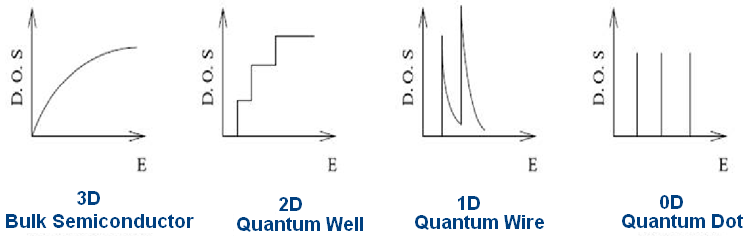 D. O. S
E
3D
Bulk Semiconductor
D. O. S
E
2D
Quantum Well
D. O. S
E
1D
Quantum Wire
D. O. S
E
0D
Quantum Dot